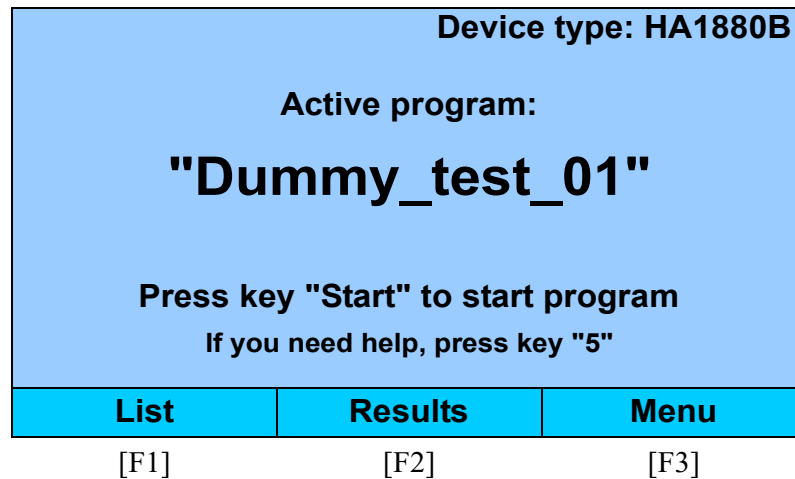 Device type: HA1880B
Active program:
"Dummy_test_01"
Press key "Start" to start program
If you need help, press key "5"
List Results Menu
[F1] [F2] [F3]